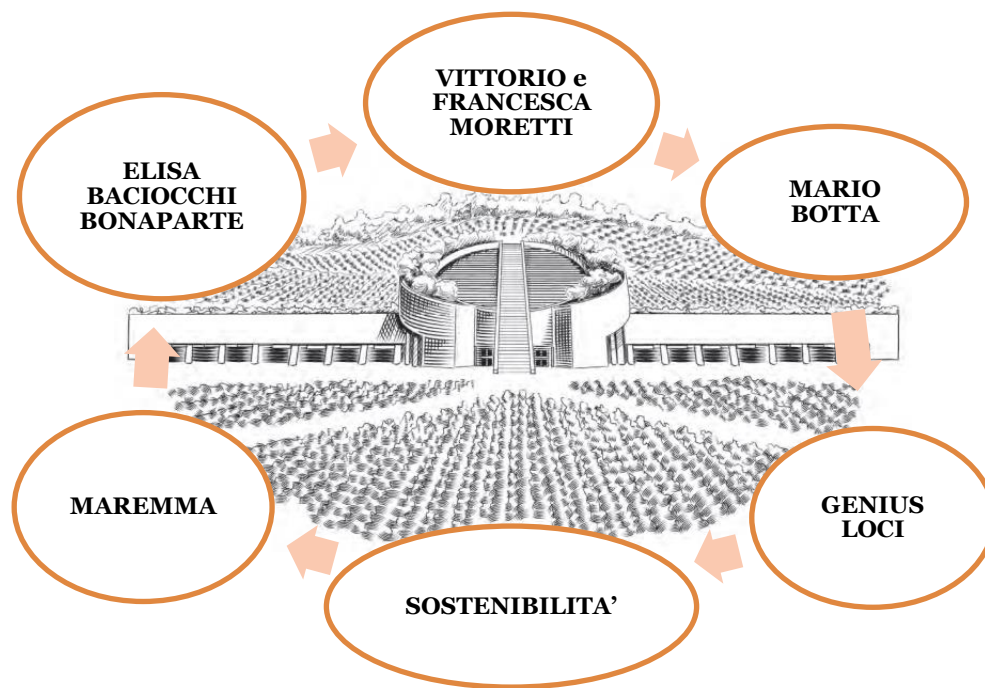 VITTORIO e
FRANCESCA
MORETTI
ELISA
BACIOCCHI
BONAPARTE
MARIO
BOTTA
MAREMMA
GENIUS
LOCI
SOSTENIBILITA’